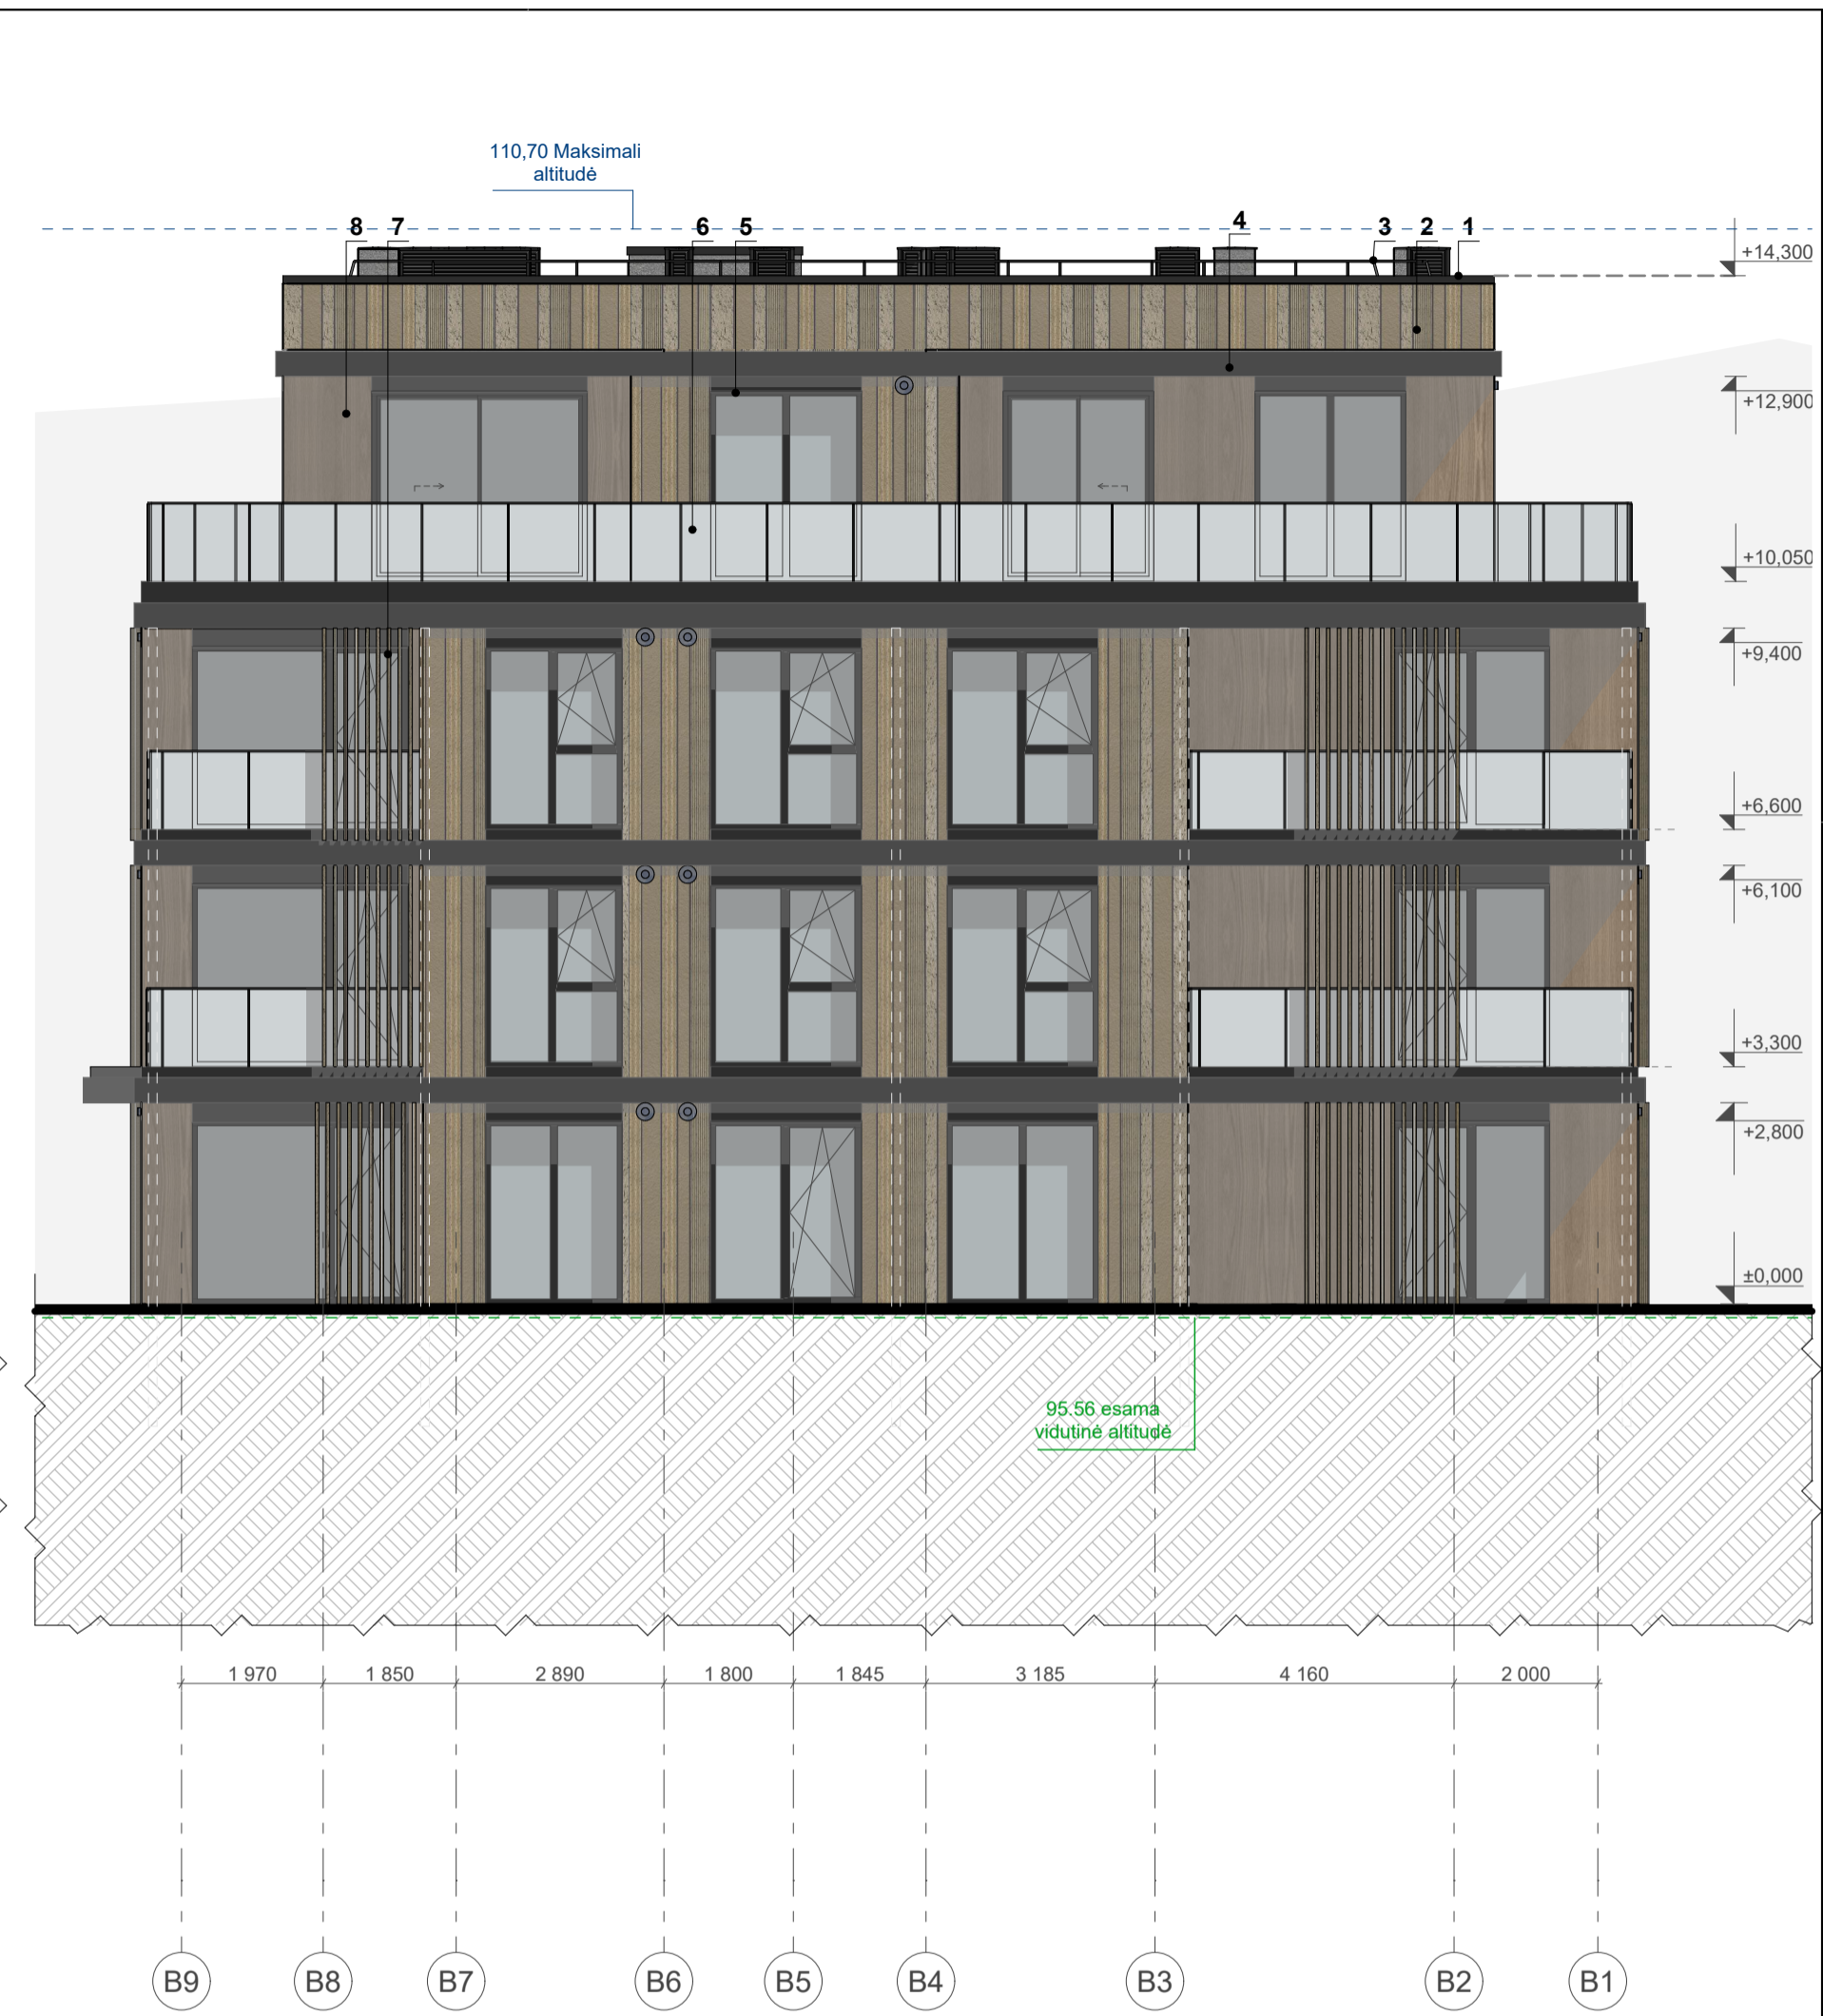 110,70 Maksimali
altitudė
8 7 6 5 4 3 2 1
+14,300
+12,900
+10,050
+9,400
+6,600
+6,100
+3,300
+2,800
±0,000
95.56 esama
vidutinė altitudė
1 970 1 850 2 890 1 800 1 845 3 185 4 160 2 000
B9 B8 B7 B6 B5 B4 B3 B2 B1